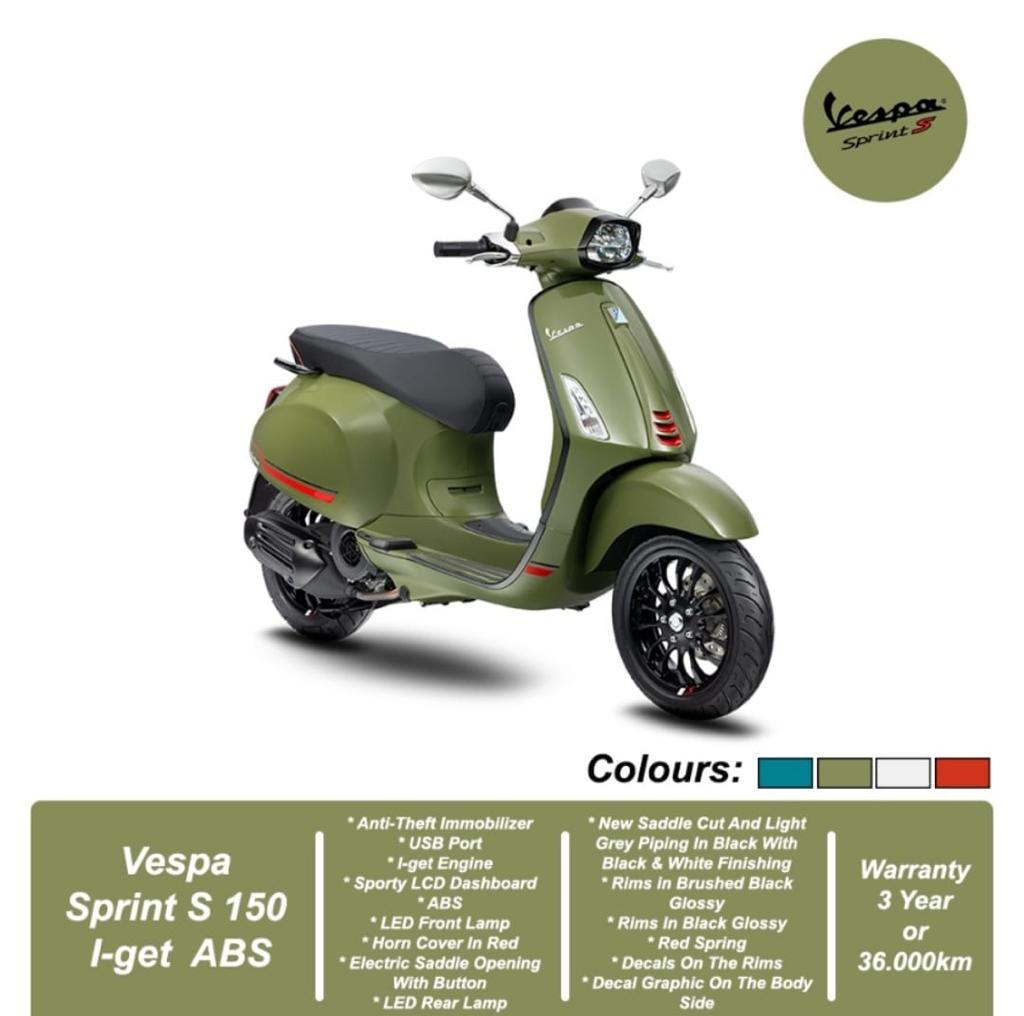 Vespa
Sprint S
Vespa
Colours:
Vespa
Sprint S 150
I-get ABS
* Anti-Theft Immobilizer
* USB Port
* I-get Engine
* Sporty LCD Dashboard
* ABS
* LED Front Lamp
* Horn Cover In Red
* Electric Saddle Opening
With Button
* LED Rear Lamp
* New Saddle Cut And Light
Grey Piping In Black With
Black & White Finishing
* Rims in Brushed Black
Glossy
* Rims In Black Glossy
* Red Spring
* Decals On The Rims
* Decal Graphic On The Body
Side
Warranty
3 Year
or
36.000km